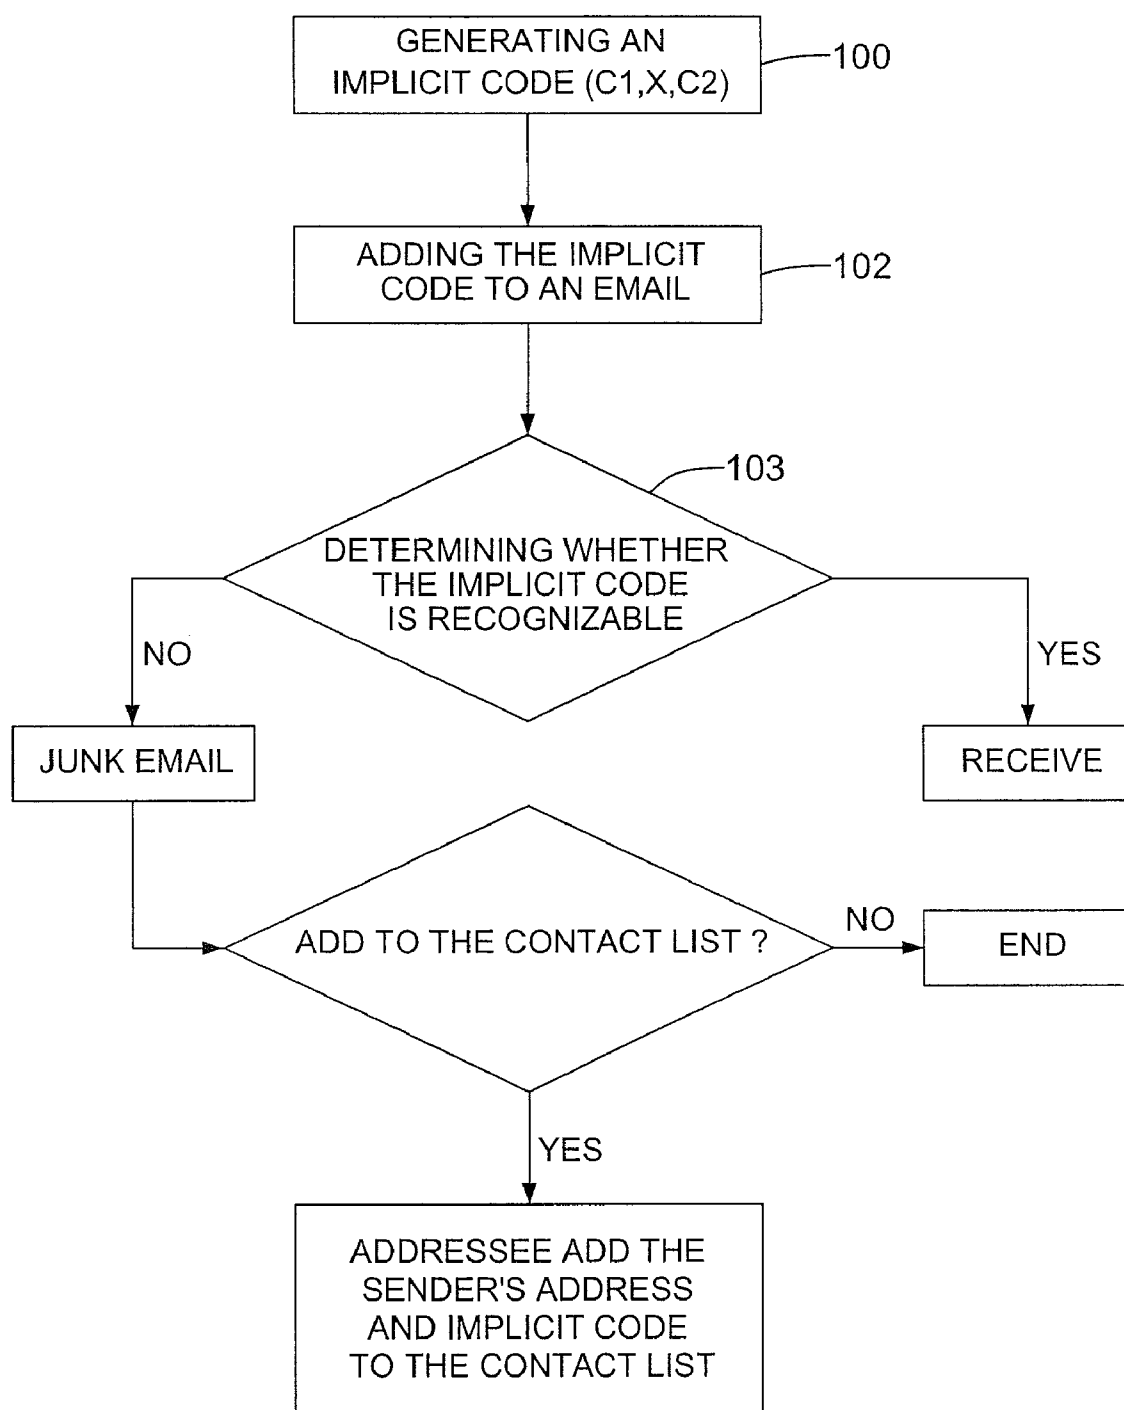 GENERATING AN
IMPLICIT CODE (C1,X,C2)
100
ADDING THE IMPLICIT
CODE TO AN EMAIL
102
103
DETERMINING WHETHER
THE IMPLICIT CODE
IS RECOGNIZABLE
NO
YES
JUNK EMAIL
RECEIVE
ADD TO THE CONTACT LIST ?
NO
END
YES
ADDRESSEE ADD THE
SENDER'S ADDRESS
AND IMPLICIT CODE
TO THE CONTACT LIST